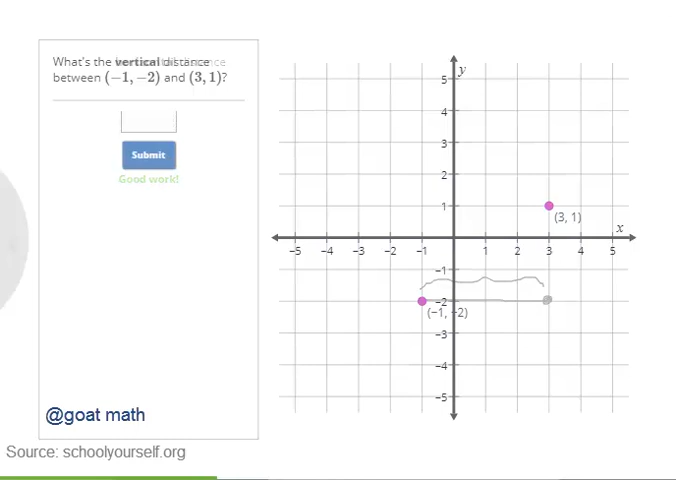 What's the vertical distance
between (−1, −2) and (3, 1)?
Submit
Good work!
@goat math
Source: schoolyourself.org
y
5
4
3
2
1
(3, 1)
x
−5 −4 −3 −2 −1 1 2 3 4 5
−1
−2
(−1, −2)
−3
−4
−5